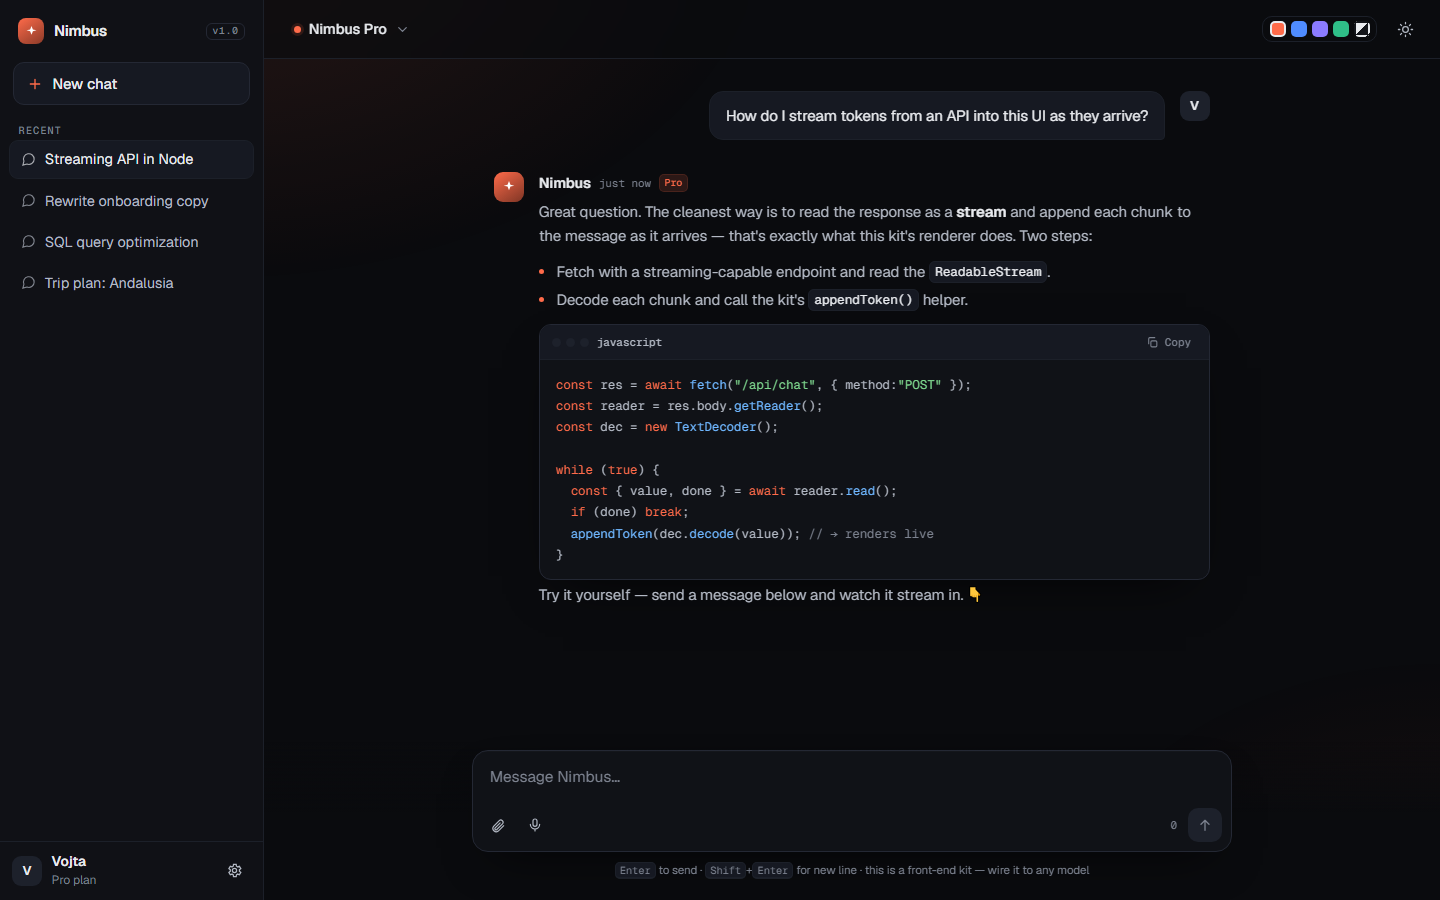 Nimbus
v1.0
New chat
RECENT
Streaming API in Node
Rewrite onboarding copy
SQL query optimization
Trip plan: Andalusia
V
Vojta
Pro plan
Nimbus Pro
How do I stream tokens from an API into this UI as they arrive?
V
Nimbus just now Pro
Great question. The cleanest way is to read the response as a stream and append each chunk to
the message as it arrives — that's exactly what this kit's renderer does. Two steps:
• Fetch with a streaming-capable endpoint and read the ReadableStream.
• Decode each chunk and call the kit's appendToken() helper.
javascript
Copy
const res = await fetch("/api/chat", { method:"POST" });
const reader = res.body.getReader();
const dec = new TextDecoder();
while (true) {
  const { value, done } = await reader.read();
  if (done) break;
  appendToken(dec.decode(value)); // → renders live
}
Try it yourself — send a message below and watch it stream in. 👇
Message Nimbus…
0
Enter to send · Shift+Enter for new line · this is a front-end kit — wire it to any model